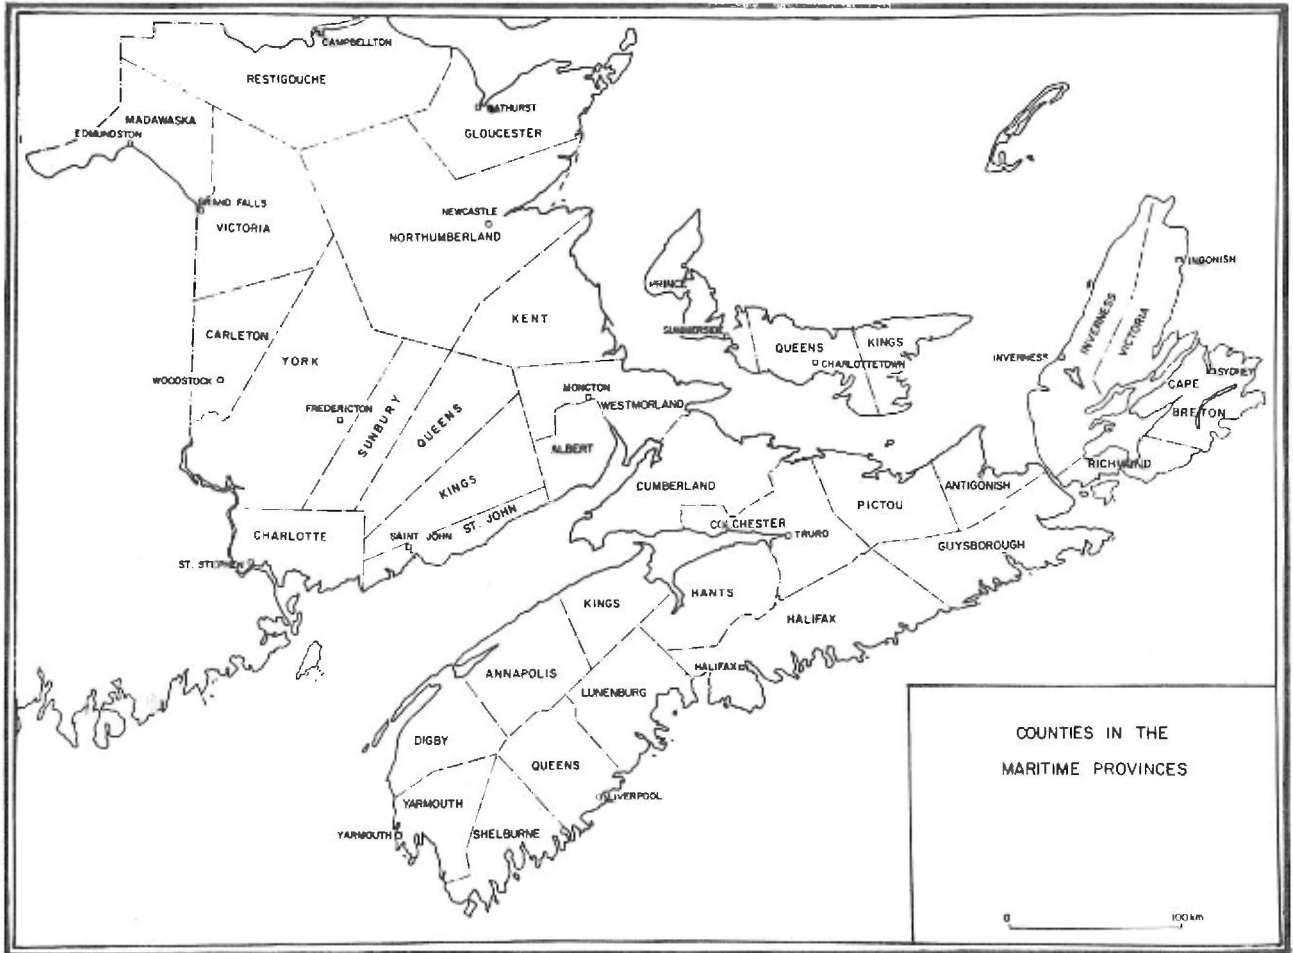 CAMPBELLTON
RESTIGOUCHE
BATHURST
MADAWASKA
GLOUCESTER
EDMUNDSTON
GRAND FALLS
NEWCASTLE
VICTORIA
NORTHUMBERLAND
INGONISH
PRINCE
INVERNESS
VICTORIA
KENT
SUMMERSIDE
CARLETON
QUEENS
KINGS
YORK
CHARLOTTETOWN
INVERNESS
SYDNEY
WOODSTOCK
CAPE
BRETON
MONCTON
WESTMORLAND
FREDERICTON
SUNBURY
QUEENS
ALBERT
RICHMOND
KINGS
CUMBERLAND
ANTIGONISH
PICTOU
ST. JOHN
COLCHESTER
CHARLOTTE
SAINT JOHN
TRURO
GUYSBOROUGH
ST. STEPHEN
HANTS
KINGS
HALIFAX
HALIFAX
ANNAPOLIS
LUNENBURG
DIGBY
QUEENS
LIVERPOOL
YARMOUTH
YARMOUTH
SHELBURNE
COUNTIES IN THE
MARITIME PROVINCES
0 100 km